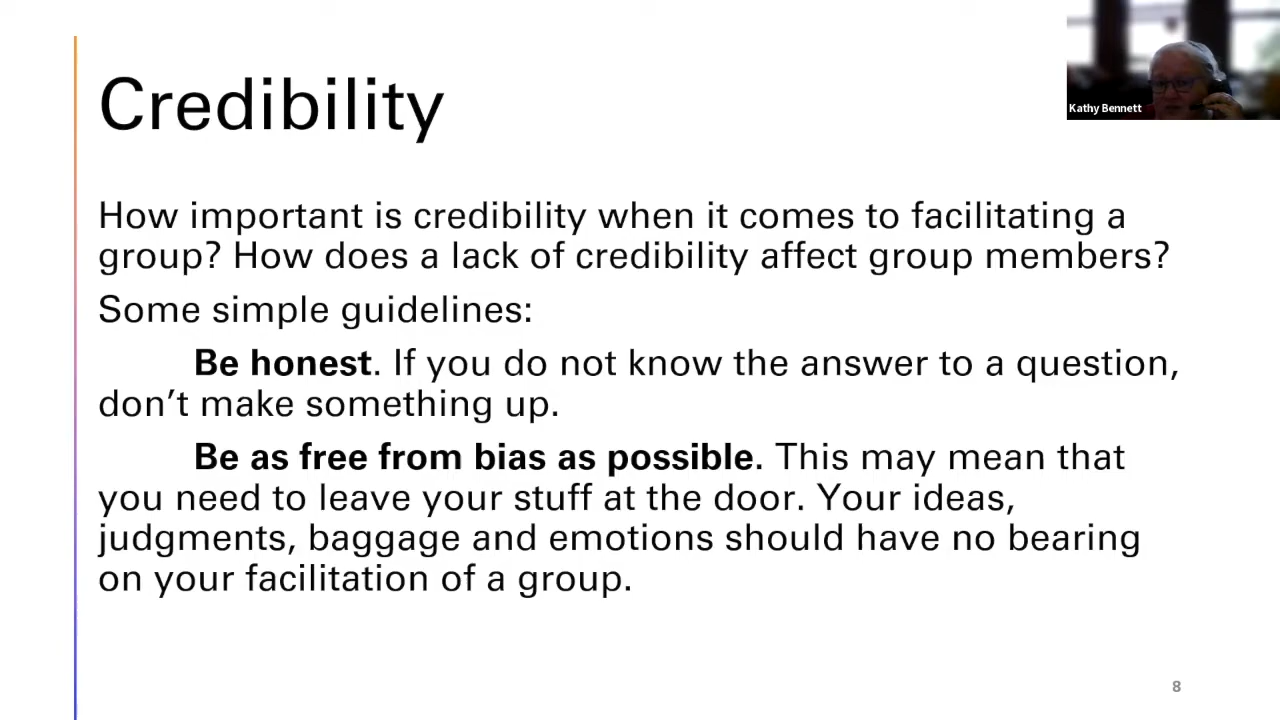 Credibility
Kathy Bennett
How important is credibility when it comes to facilitating a
group? How does a lack of credibility affect group members?
Some simple guidelines:
Be honest. If you do not know the answer to a question,
don’t make something up.
Be as free from bias as possible. This may mean that
you need to leave your stuff at the door. Your ideas,
judgments, baggage and emotions should have no bearing
on your facilitation of a group.
8